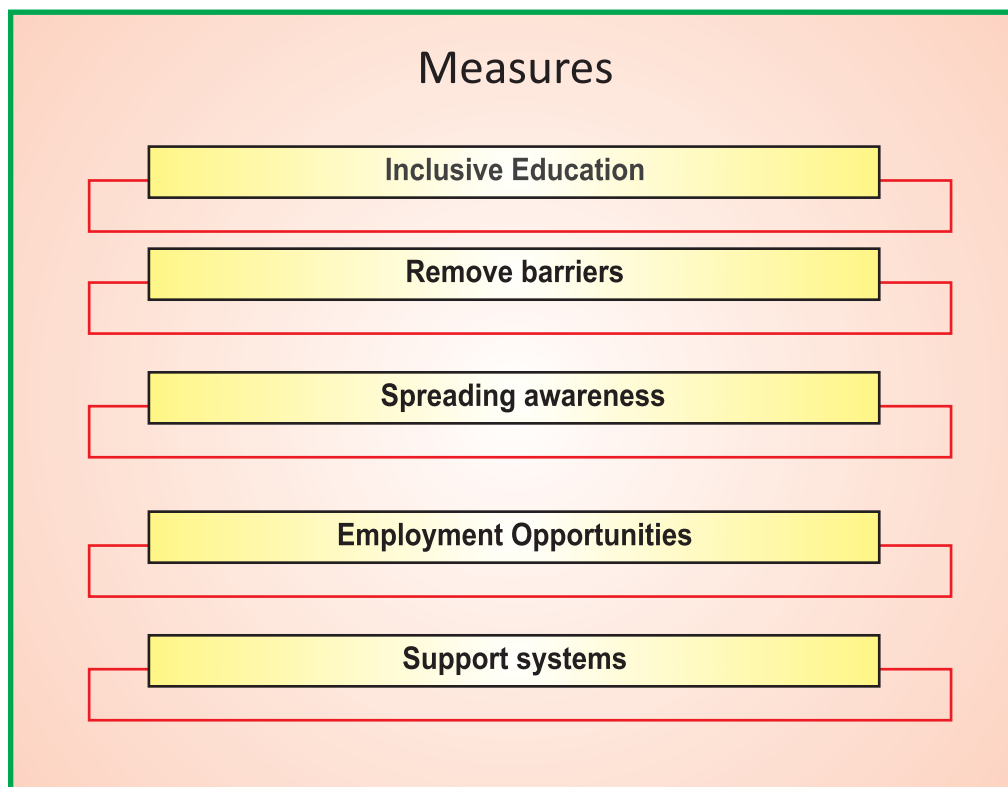 Measures
Inclusive Education
Remove barriers
Spreading awareness
Employment Opportunities
Support systems